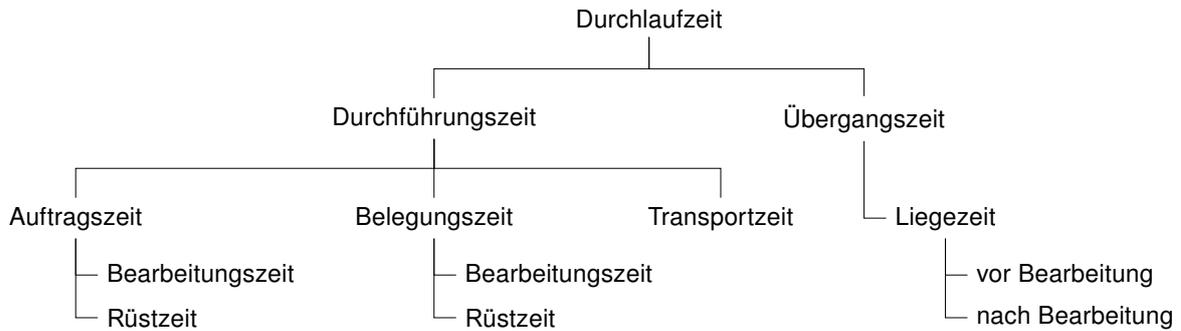 Durchlaufzeit
Durchführungszeit
Übergangszeit
Auftragszeit
Belegungszeit
Transportzeit
Liegezeit
Bearbeitungszeit
Bearbeitungszeit
vor Bearbeitung
Rüstzeit
Rüstzeit
nach Bearbeitung